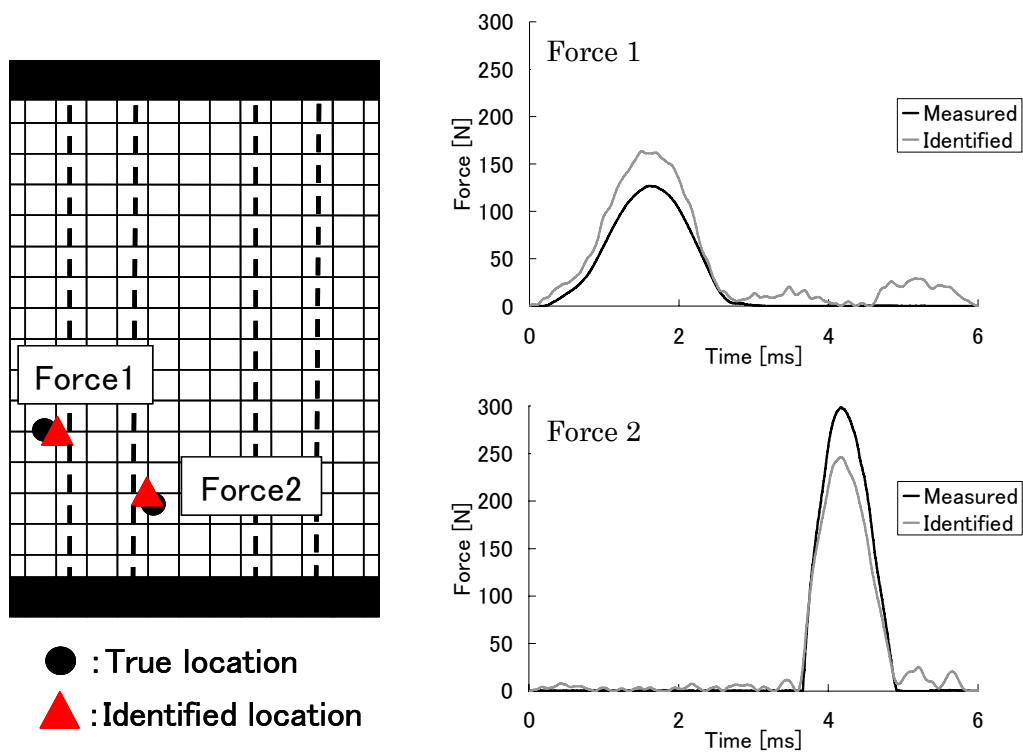 Force1
Force2
: True location
: Identified location
Force 1
Force [N]
300
250
200
150
100
50
0
0 2 4 6
Time [ms]
Measured
Identified
Force 2
Force [N]
300
250
200
150
100
50
0
0 2 4 6
Time [ms]
Measured
Identified